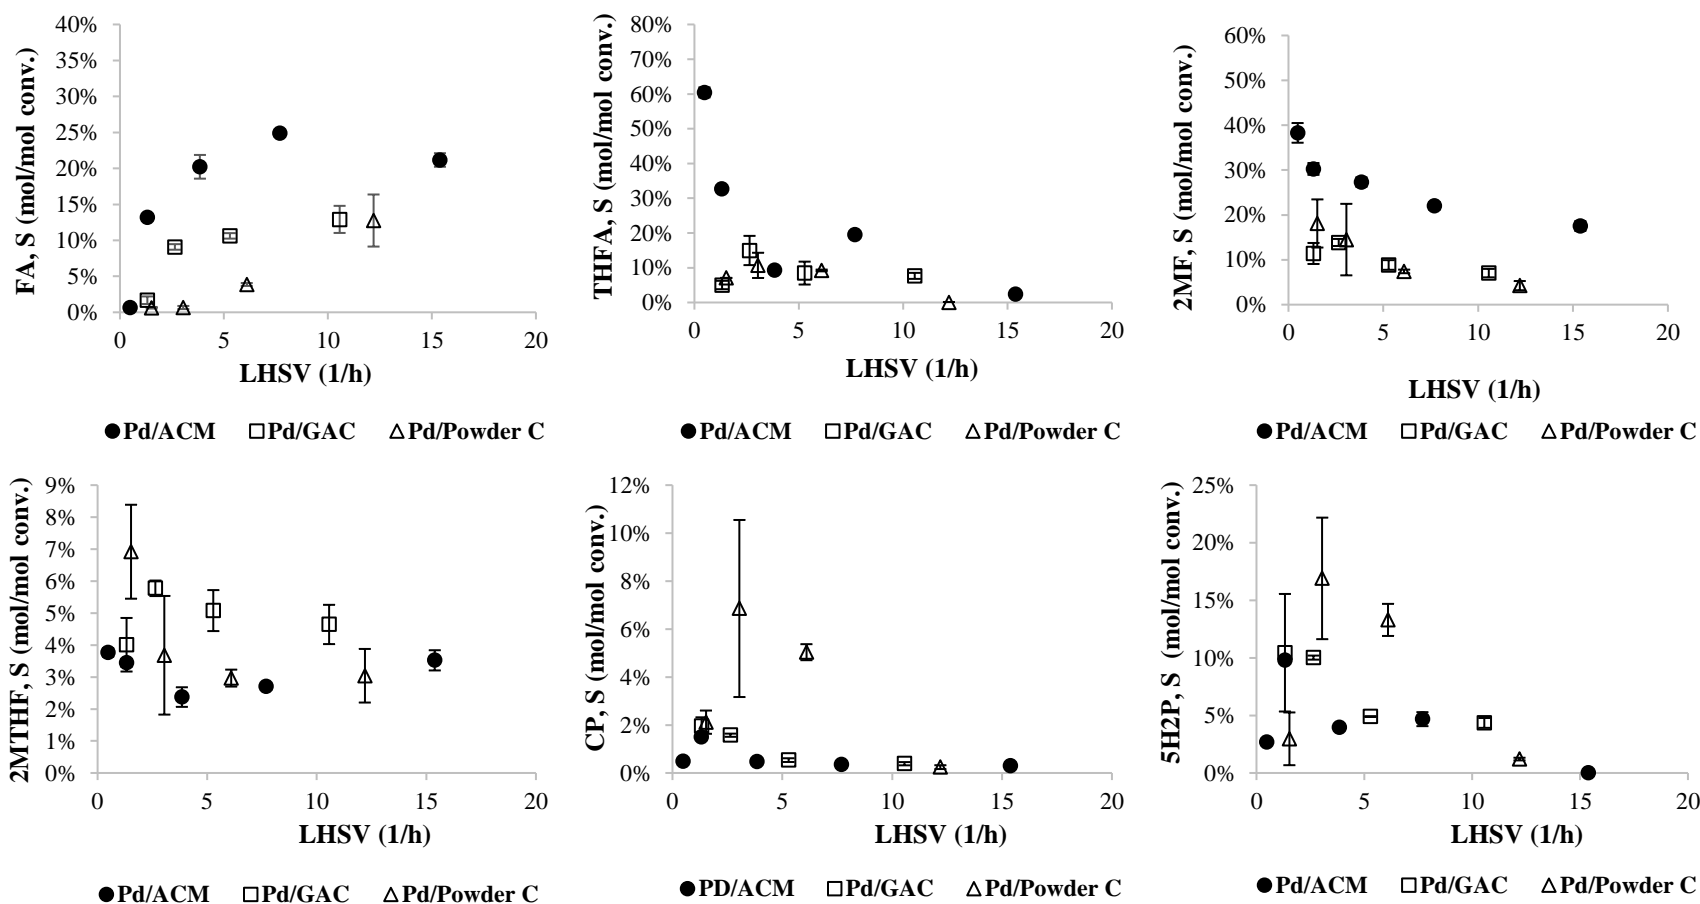 FA, S (mol/mol conv.)
40%
35%
30%
25%
20%
15%
10%
5%
0%
0 5 10 15 20
LHSV (1/h)
Pd/ACM Pd/GAC Pd/Powder C
THFA, S (mol/mol conv.)
80%
70%
60%
50%
40%
30%
20%
10%
0%
0 5 10 15 20
LHSV (1/h)
Pd/ACM Pd/GAC Pd/Powder C
2MF, S (mol/mol conv.)
60%
50%
40%
30%
20%
10%
0%
0 5 10 15 20
LHSV (1/h)
Pd/ACM Pd/GAC Pd/Powder C
2MTHF, S (mol/mol conv.)
9%
8%
7%
6%
5%
4%
3%
2%
1%
0%
0 5 10 15 20
LHSV (1/h)
Pd/ACM Pd/GAC Pd/Powder C
CP, S (mol/mol conv.)
12%
10%
8%
6%
4%
2%
0%
0 5 10 15 20
LHSV (1/h)
PD/ACM Pd/GAC Pd/Powder C
5H2P, S (mol/mol conv.)
25%
20%
15%
10%
5%
0%
0 5 10 15 20
LHSV (1/h)
Pd/ACM Pd/GAC Pd/Powder C